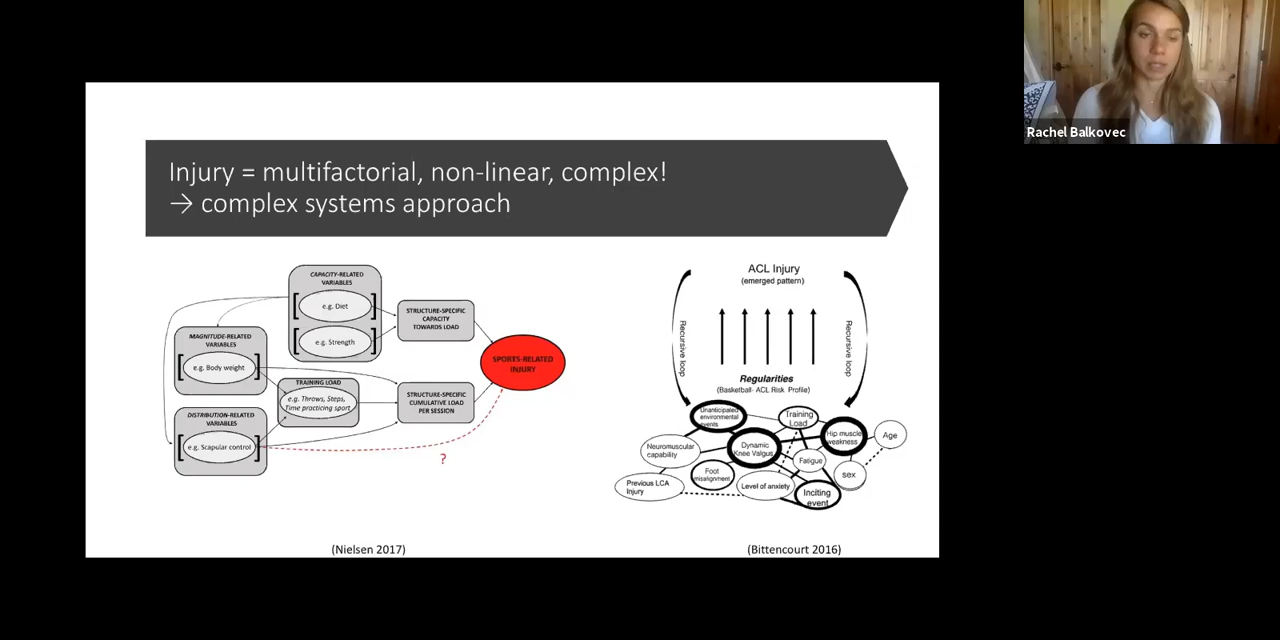 Rachel Balkovec
Injury = multifactorial, non-linear, complex!
→ complex systems approach
CAPACITY-RELATED
VARIABLES
e.g. Diet
e.g. Strength
STRUCTURE-SPECIFIC
CAPACITY
TOWARDS LOAD
MAGNITUDE-RELATED
VARIABLES
e.g. Body weight
TRAINING LOAD
e.g. Throws, Steps,
Time practicing sport
SPORTS-RELATED
INJURY
STRUCTURE-SPECIFIC
CUMULATIVE LOAD
PER SESSION
DISTRIBUTION-RELATED
VARIABLES
e.g. Scapular control
?
(Nielsen 2017)
ACL Injury
(emerged pattern)
Recursive loop
Recursive loop
Regularities
(Basketball- ACL Risk Profile)
Unanticipated
environmental
events
Training
Load
Hip muscle
weakness
Age
Neuromuscular
capability
Dynamic
Knee Valgus
Fatigue
sex
Foot
misalignment
Previous LCA
Injury
Level of anxiety
Inciting
event
(Bittencourt 2016)